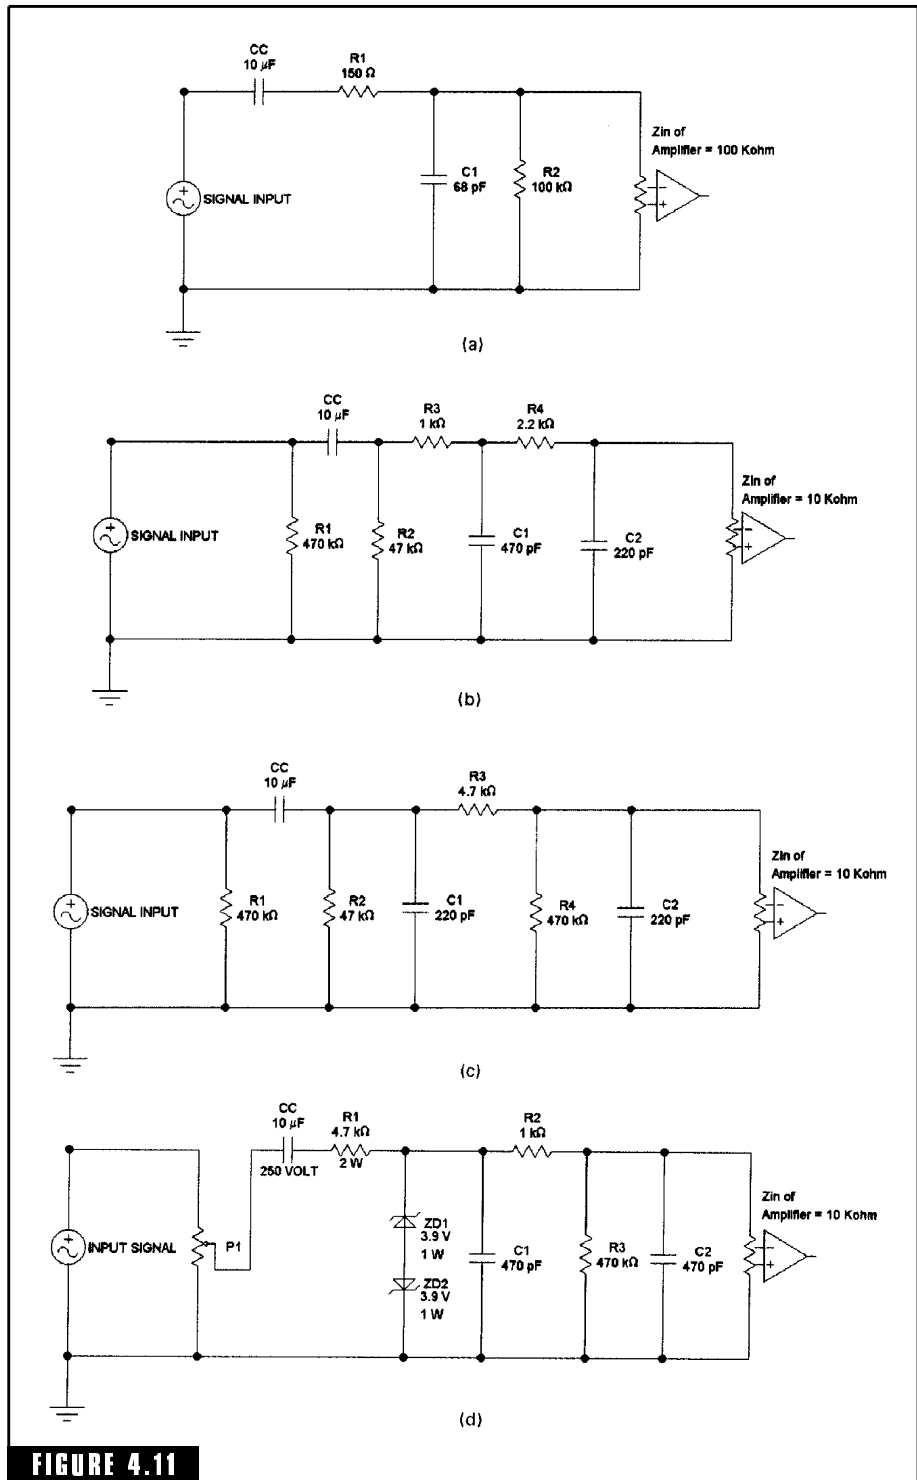 CC
10 µF
R1
150 Ω
Zin of
Amplifier = 100 Kohm
C1
68 pF
R2
100 kΩ
SIGNAL INPUT
(a)
CC
10 µF
R3
1 kΩ
R4
2.2 kΩ
Zin of
Amplifier = 10 Kohm
SIGNAL INPUT
R1
470 kΩ
R2
47 kΩ
C1
470 pF
C2
220 pF
(b)
CC
10 µF
R3
4.7 kΩ
Zin of
Amplifier = 10 Kohm
SIGNAL INPUT
R1
470 kΩ
R2
47 kΩ
C1
220 pF
R4
470 kΩ
C2
220 pF
(c)
CC
10 µF
250 VOLT
R1
4.7 kΩ
2 W
R2
1 kΩ
Zin of
Amplifier = 10 Kohm
INPUT SIGNAL
P1
ZD1
3.9 V
1 W
ZD2
3.9 V
1 W
C1
470 pF
R3
470 kΩ
C2
470 pF
(d)
FIGURE 4.11